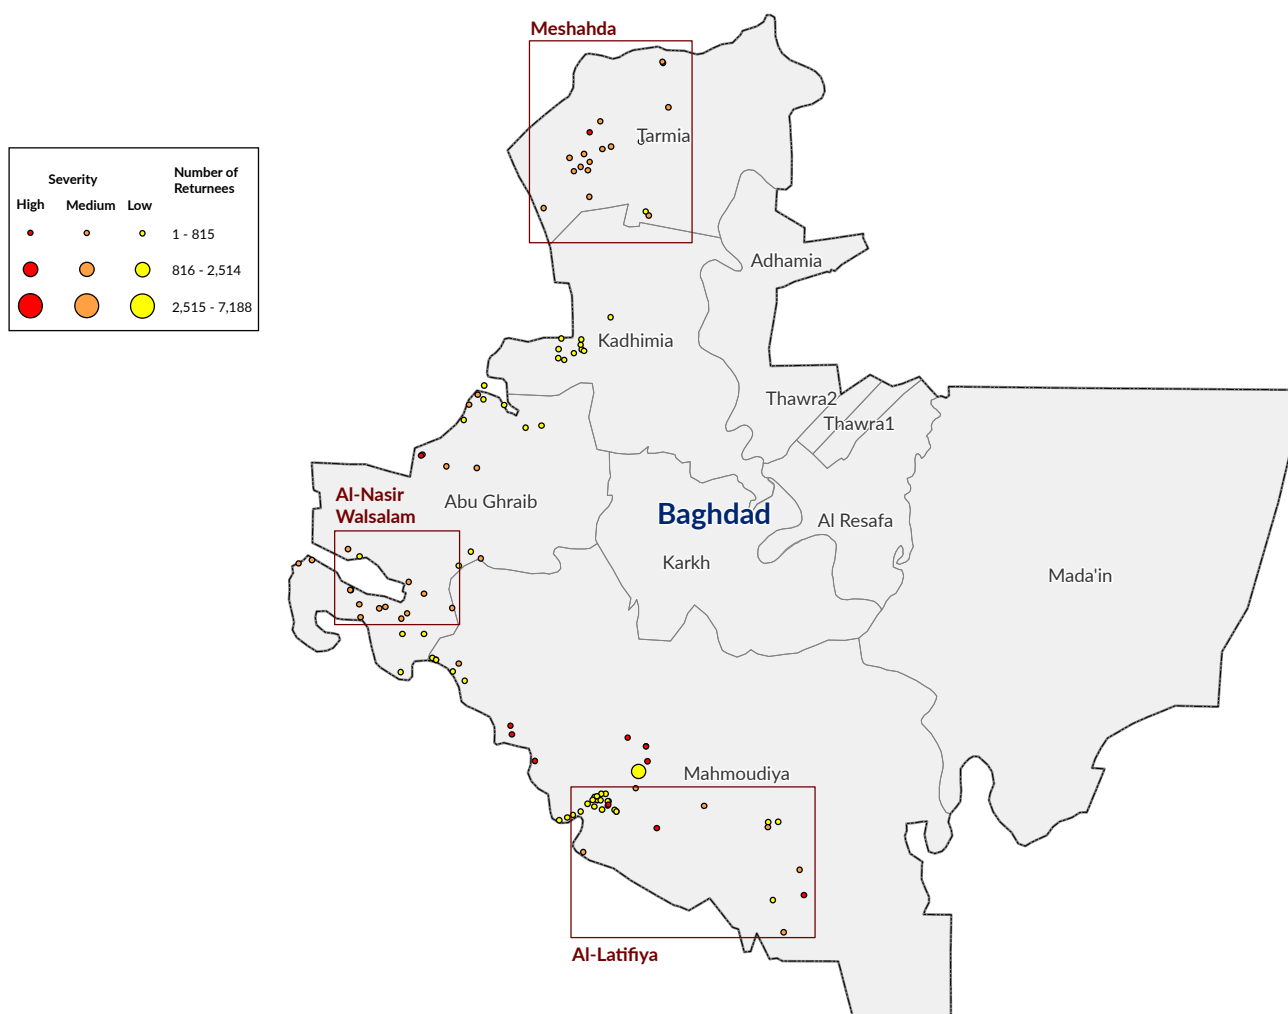 Meshahda
Tarmia
Severity
Number of
Returnees
High
Medium
Low
1 - 815
816 - 2,514
2,515 - 7,188
Adhamia
Kadhimia
Thawra2
Thawra1
Al-Nasir
Walsalam
Abu Ghraib
Baghdad
Al Resafa
Karkh
Mada'in
Mahmoudiya
Al-Latifiya